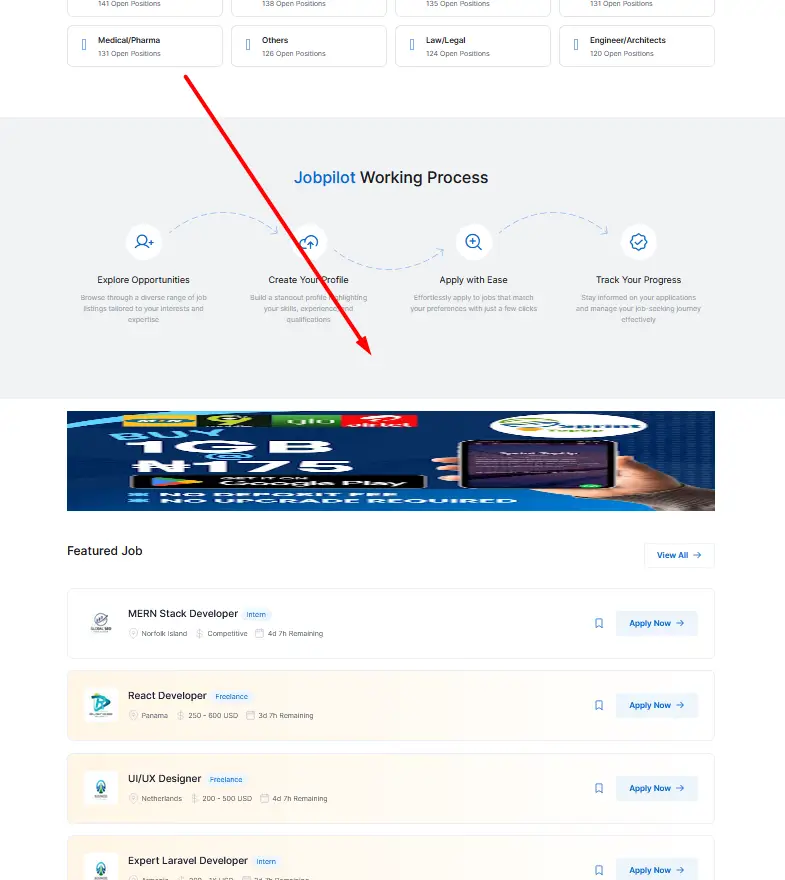 141 Open Positions
138 Open Positions
135 Open Positions
131 Open Positions
Medical/Pharma
131 Open Positions
Others
126 Open Positions
Law/Legal
124 Open Positions
Engineer/Architects
120 Open Positions
Jobpilot Working Process
Explore Opportunities
Browse through a diverse range of job
listings tailored to your interests and
expertise
Create Your Profile
Build a standout profile highlighting
your skills, experience, and
qualifications
Apply with Ease
Effortlessly apply to jobs that match
your preferences with just a few clicks
Track Your Progress
Stay informed on your applications
and manage your job-seeking journey
effectively
MTN
glo
airtel
BUY
1GB
@
₦175
GET IT ON
Google Play
* NO DEPOSIT FEE
* NO UPGRADE REQUIRED
TopUp
Featured Job
View All
MERN Stack Developer Intern
Norfolk Island Competitive 4d 7h Remaining
Apply Now
React Developer Freelance
Panama 250 - 600 USD 3d 7h Remaining
Apply Now
UI/UX Designer Freelance
Netherlands 200 - 500 USD 4d 7h Remaining
Apply Now
Expert Laravel Developer Intern
Apply Now